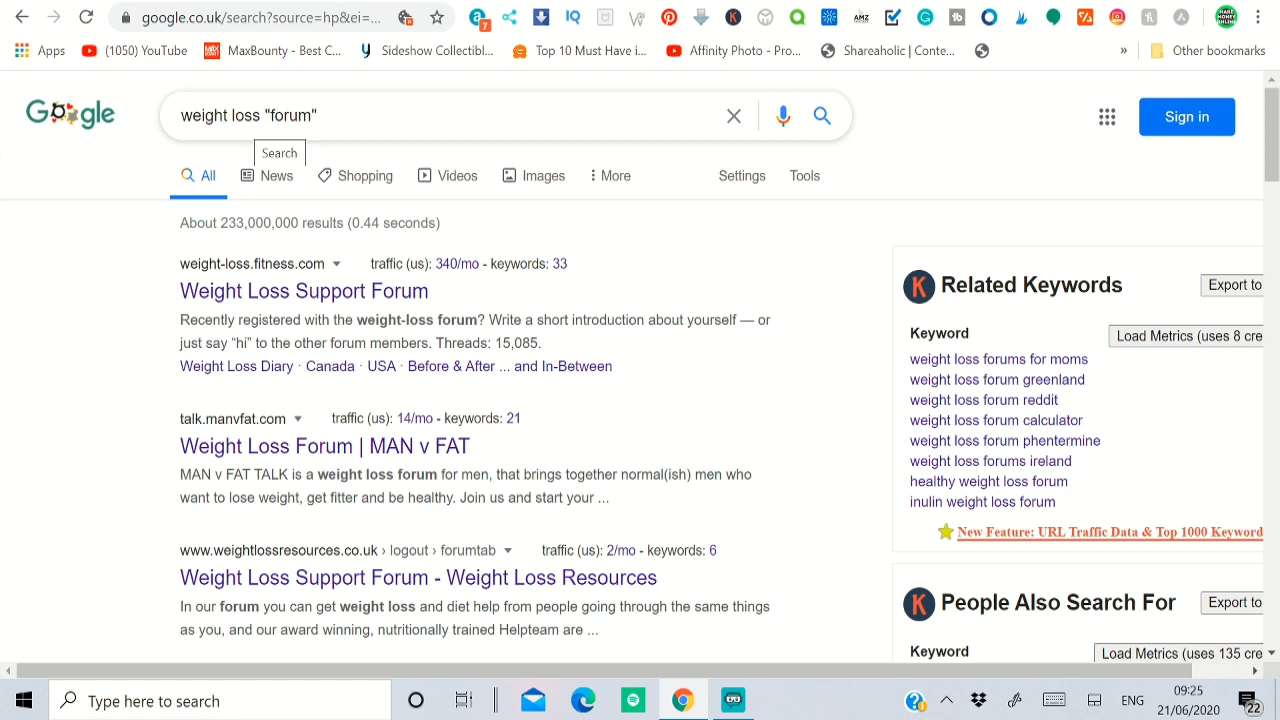 google.co.uk/search?source=hp&ei=...
7
IQ
AMZ
MAKE MONEY ONLINE
Apps
(1050) YouTube
MAX BOUNTY
MaxBounty - Best C...
Sideshow Collectibl...
Top 10 Must Have i...
Affinity Photo - Pro...
Shareaholic | Conte...
»
Other bookmarks
Google
weight loss "forum"
Sign in
Search
All
News
Shopping
Videos
Images
More
Settings
Tools
About 233,000,000 results (0.44 seconds)
weight-loss.fitness.com
traffic (us): 340/mo - keywords: 33
Weight Loss Support Forum
Recently registered with the weight-loss forum? Write a short introduction about yourself — or
just say “hi” to the other forum members. Threads: 15,085.
Weight Loss Diary · Canada · USA · Before & After ... and In-Between
talk.manvfat.com
traffic (us): 14/mo - keywords: 21
Weight Loss Forum | MAN v FAT
MAN v FAT TALK is a weight loss forum for men, that brings together normal(ish) men who
want to lose weight, get fitter and be healthy. Join us and start your ...
www.weightlossresources.co.uk › logout › forumtab
traffic (us): 2/mo - keywords: 6
Weight Loss Support Forum - Weight Loss Resources
In our forum you can get weight loss and diet help from people going through the same things
as you, and our award winning, nutritionally trained Helpteam are ...
K Related Keywords
Export to
Keyword
Load Metrics (uses 8 cre
weight loss forums for moms
weight loss forum greenland
weight loss forum reddit
weight loss forum calculator
weight loss forum phentermine
weight loss forums ireland
healthy weight loss forum
inulin weight loss forum
New Feature: URL Traffic Data & Top 1000 Keyword
K People Also Search For
Export to
Keyword
Load Metrics (uses 135 cre
Type here to search
ENG
09:25
21/06/2020
22